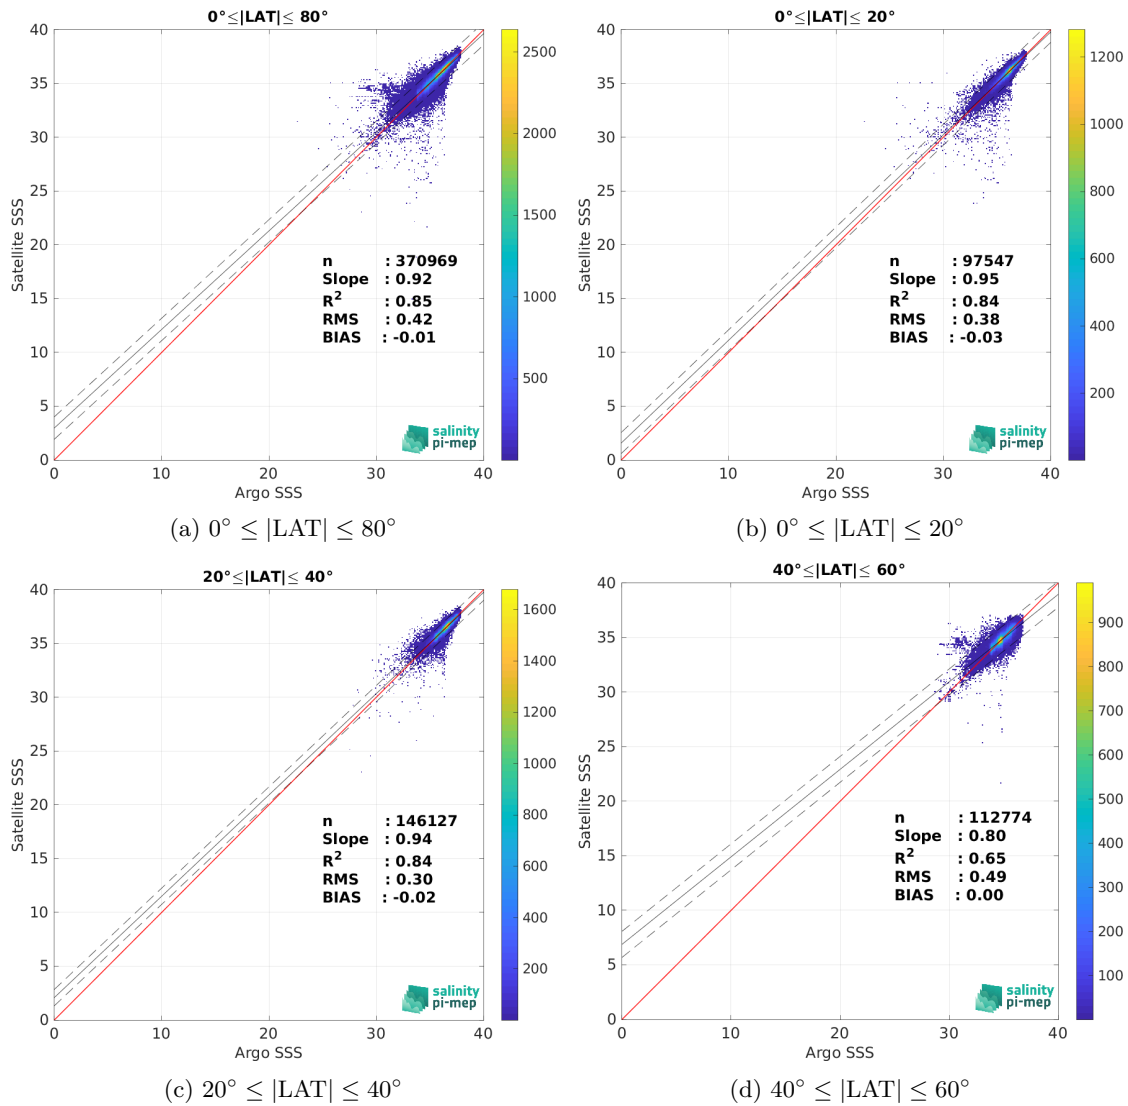 0°≤|LAT|≤ 80°
40
35
30
25
20
15
10
5
0
Satellite SSS
0
10
20
30
40
Argo SSS
n : 370969
Slope : 0.92
R² : 0.85
RMS : 0.42
BIAS : -0.01
salinity
pi-mep
2500
2000
1500
1000
500
(a) 0° ≤ |LAT| ≤ 80°
0°≤|LAT|≤ 20°
40
35
30
25
20
15
10
5
0
Satellite SSS
0
10
20
30
40
Argo SSS
n : 97547
Slope : 0.95
R² : 0.84
RMS : 0.38
BIAS : -0.03
salinity
pi-mep
1200
1000
800
600
400
200
(b) 0° ≤ |LAT| ≤ 20°
20°≤|LAT|≤ 40°
40
35
30
25
20
15
10
5
0
Satellite SSS
0
10
20
30
40
Argo SSS
n : 146127
Slope : 0.94
R² : 0.84
RMS : 0.30
BIAS : -0.02
salinity
pi-mep
1600
1400
1200
1000
800
600
400
200
(c) 20° ≤ |LAT| ≤ 40°
40°≤|LAT|≤ 60°
40
35
30
25
20
15
10
5
0
Satellite SSS
0
10
20
30
40
Argo SSS
n : 112774
Slope : 0.80
R² : 0.65
RMS : 0.49
BIAS : 0.00
salinity
pi-mep
900
800
700
600
500
400
300
200
100
(d) 40° ≤ |LAT| ≤ 60°